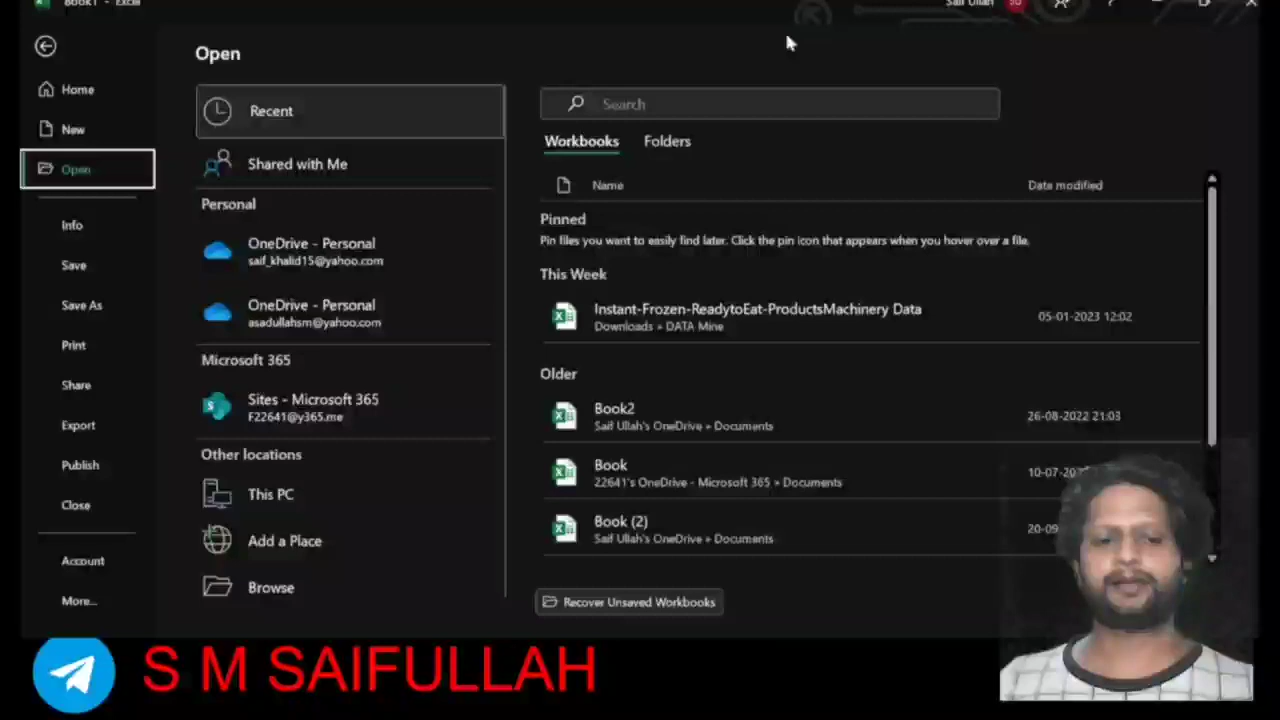 Book1 - Excel
Saif Ullah
Open
Home
New
Open
Info
Save
Save As
Print
Share
Export
Publish
Close
Account
More...
Recent
Shared with Me
Personal
OneDrive - Personal
saif_khalid15@yahoo.com
OneDrive - Personal
asadullahsm@yahoo.com
Microsoft 365
Sites - Microsoft 365
F22641@y365.me
Other locations
This PC
Add a Place
Browse
Search
Workbooks Folders
Name Date modified
Pinned
Pin files you want to easily find later. Click the pin icon that appears when you hover over a file.
This Week
Instant-Frozen-ReadytoEat-ProductsMachinery Data
Downloads » DATA Mine
05-01-2023 12:02
Older
Book2
Saif Ullah's OneDrive » Documents
26-08-2022 21:03
Book
22641's OneDrive - Microsoft 365 » Documents
Book (2)
Saif Ullah's OneDrive » Documents
Recover Unsaved Workbooks
S M SAIFULLAH